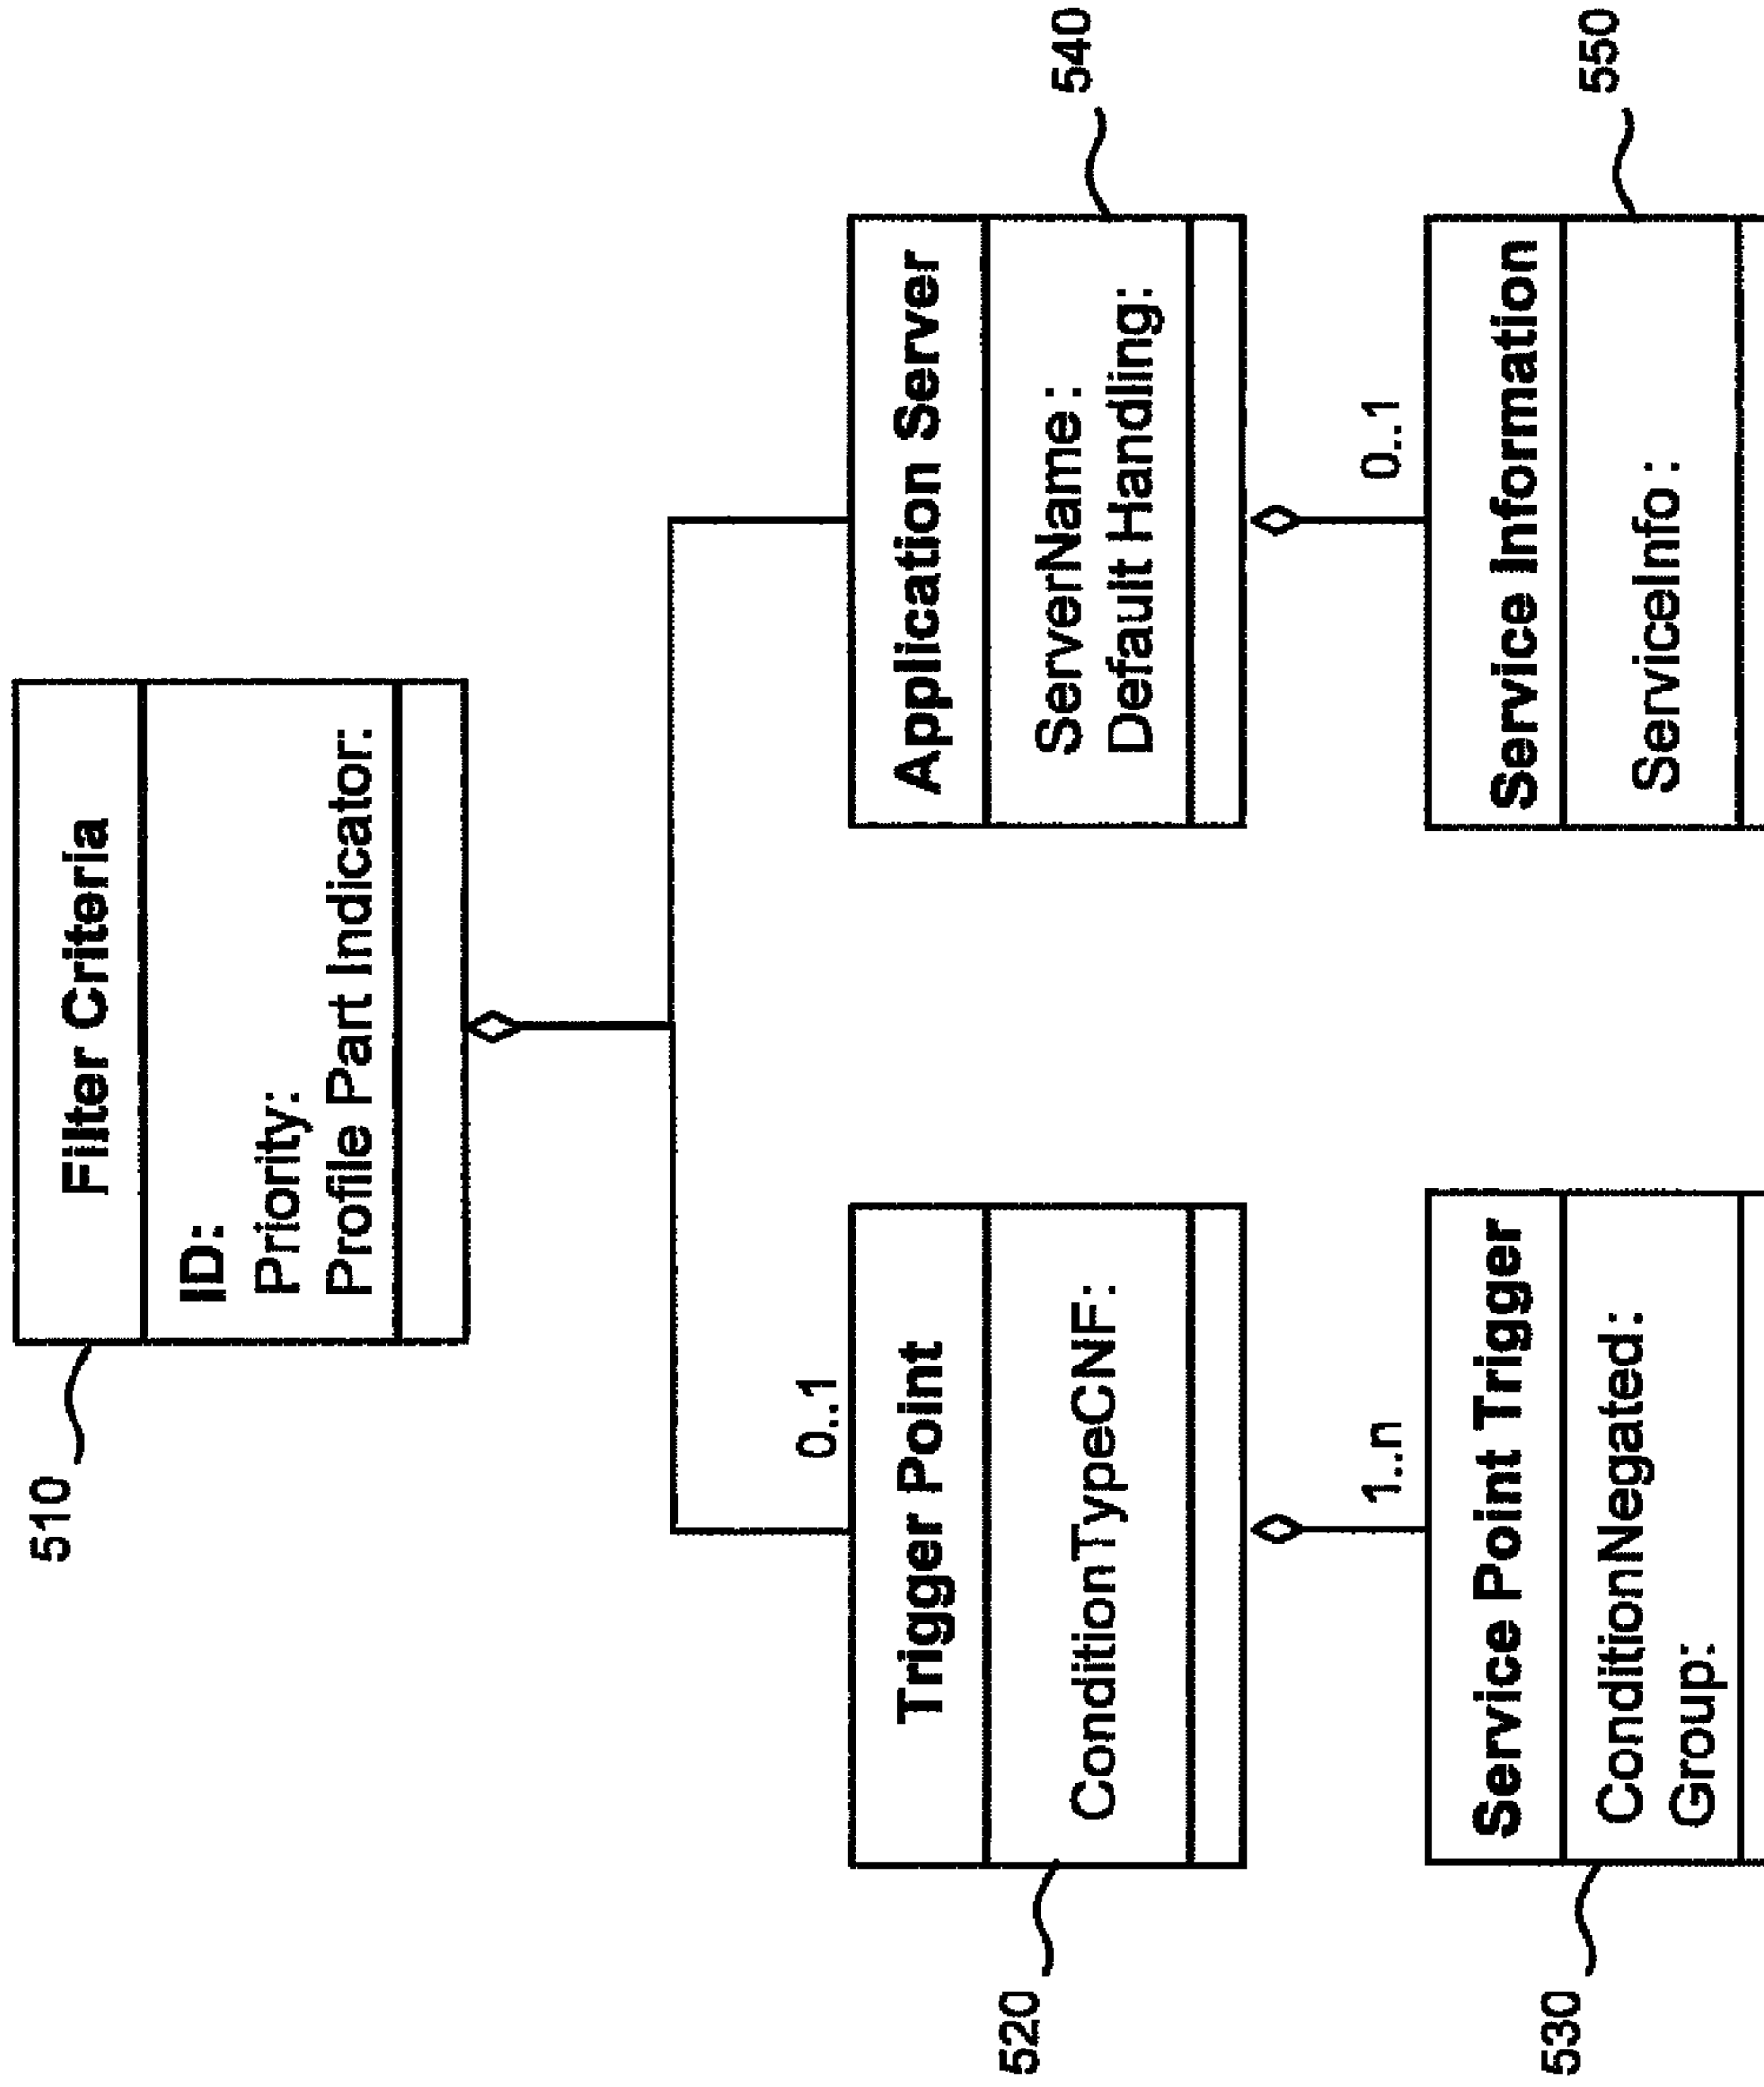 510
Filter Criteria
ID:
Priority:
Profile Part Indicator:
0..1
Trigger Point
ConditionTypeCNF:
520
Application Server
ServerName:
Default Handling:
540
1..n
Service Point Trigger
ConditionNegated:
Group:
530
0..1
Service Information
ServiceInfo :
550